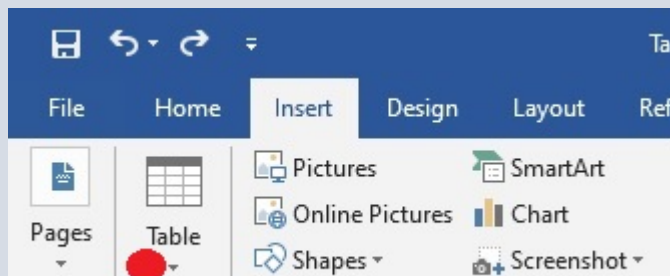 Ta
File Home Insert Design Layout Ref
Pages
Table
Pictures
Online Pictures
Shapes
SmartArt
Chart
Screenshot